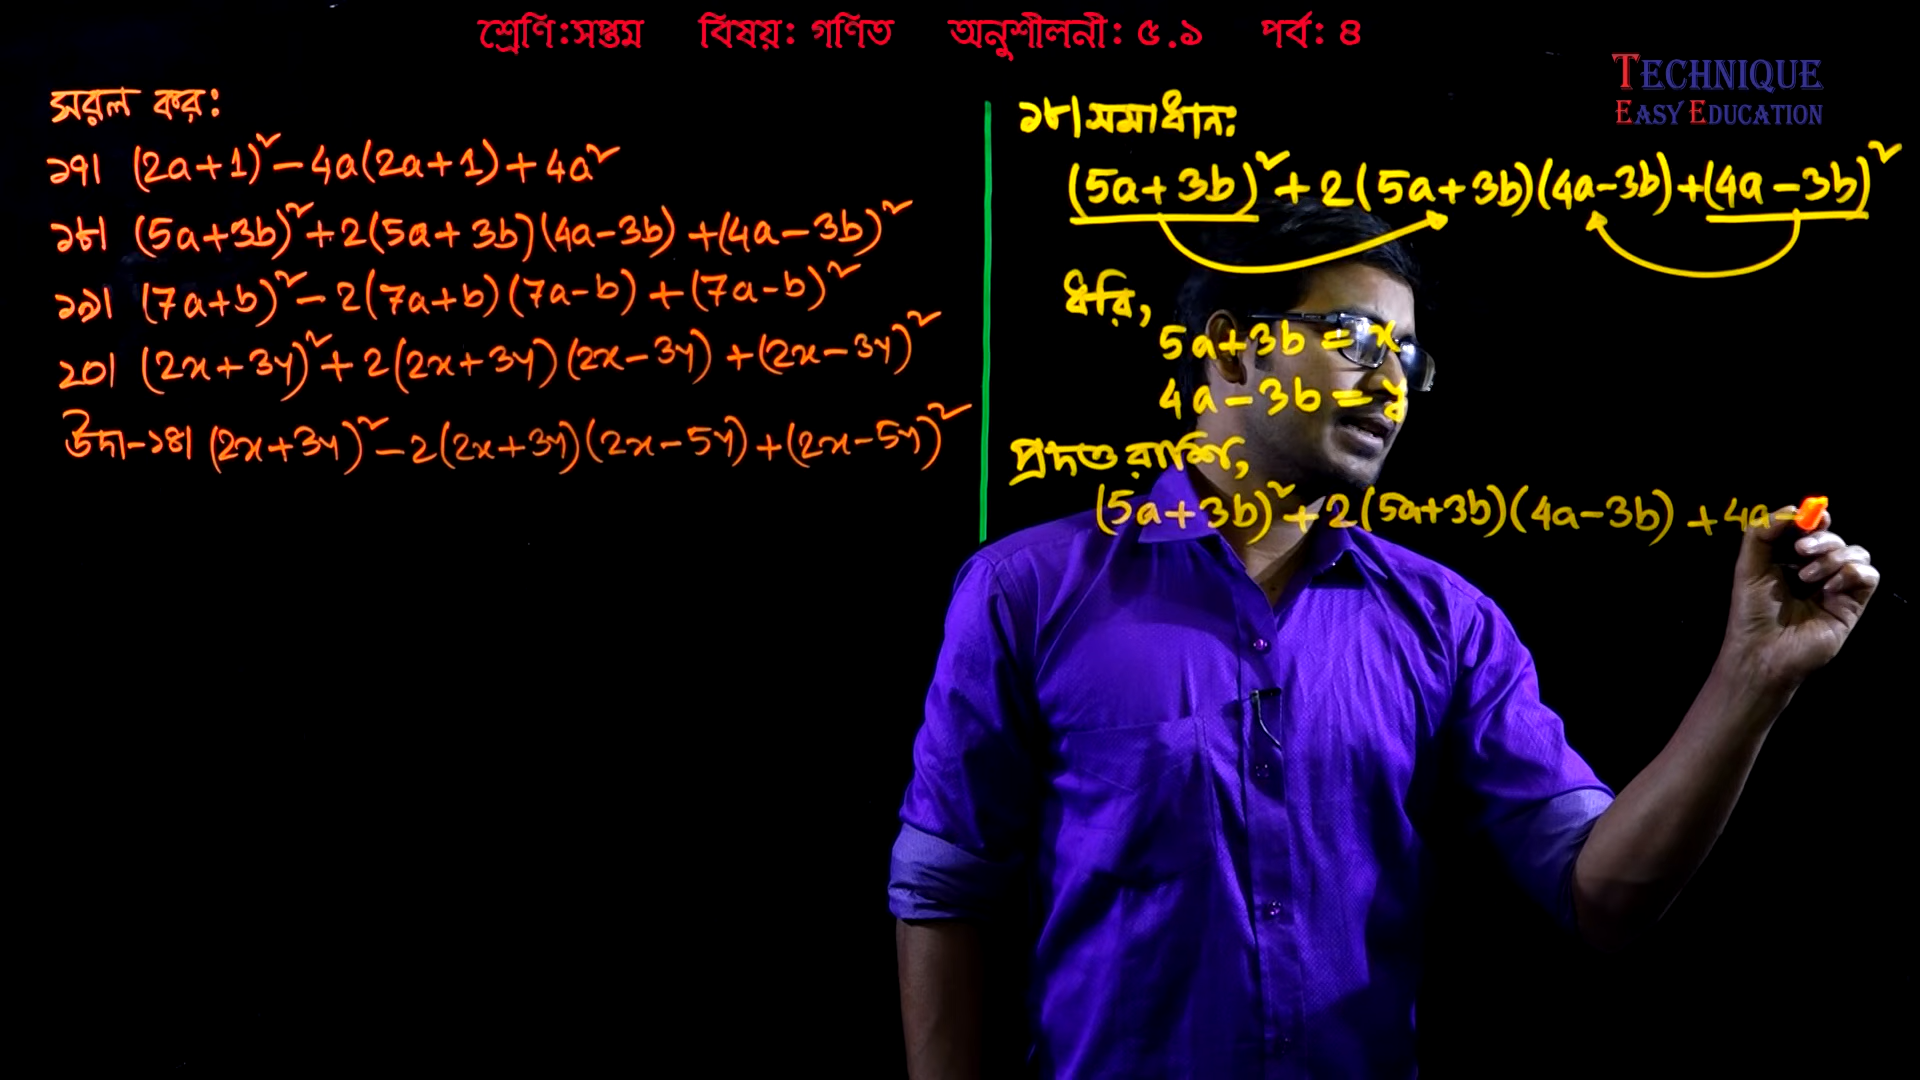 শ্রেণি:সপ্তম বিষয়: গণিত অনুশীলনী: ৫.১ পর্ব: ৪
TECHNIQUE
EASY EDUCATION
সরল কর:
১৭। (2a+1)² − 4a(2a+1) + 4a²
১৮। (5a+3b)² + 2(5a+3b)(4a−3b) + (4a−3b)²
১৯। (7a+b)² − 2(7a+b)(7a−b) + (7a−b)²
২০। (2x+3y)² + 2(2x+3y)(2x−3y) + (2x−3y)²
উদা-১৪। (2x+3y)² − 2(2x+3y)(2x−5y) + (2x−5y)²
১৮। সমাধান:
(5a+3b)² + 2(5a+3b)(4a−3b) + (4a−3b)²
ধরি,
5a+3b = x
4a−3b = y
প্রদত্ত রাশি,
(5a+3b)² + 2(5a+3b)(4a−3b) + 4a−